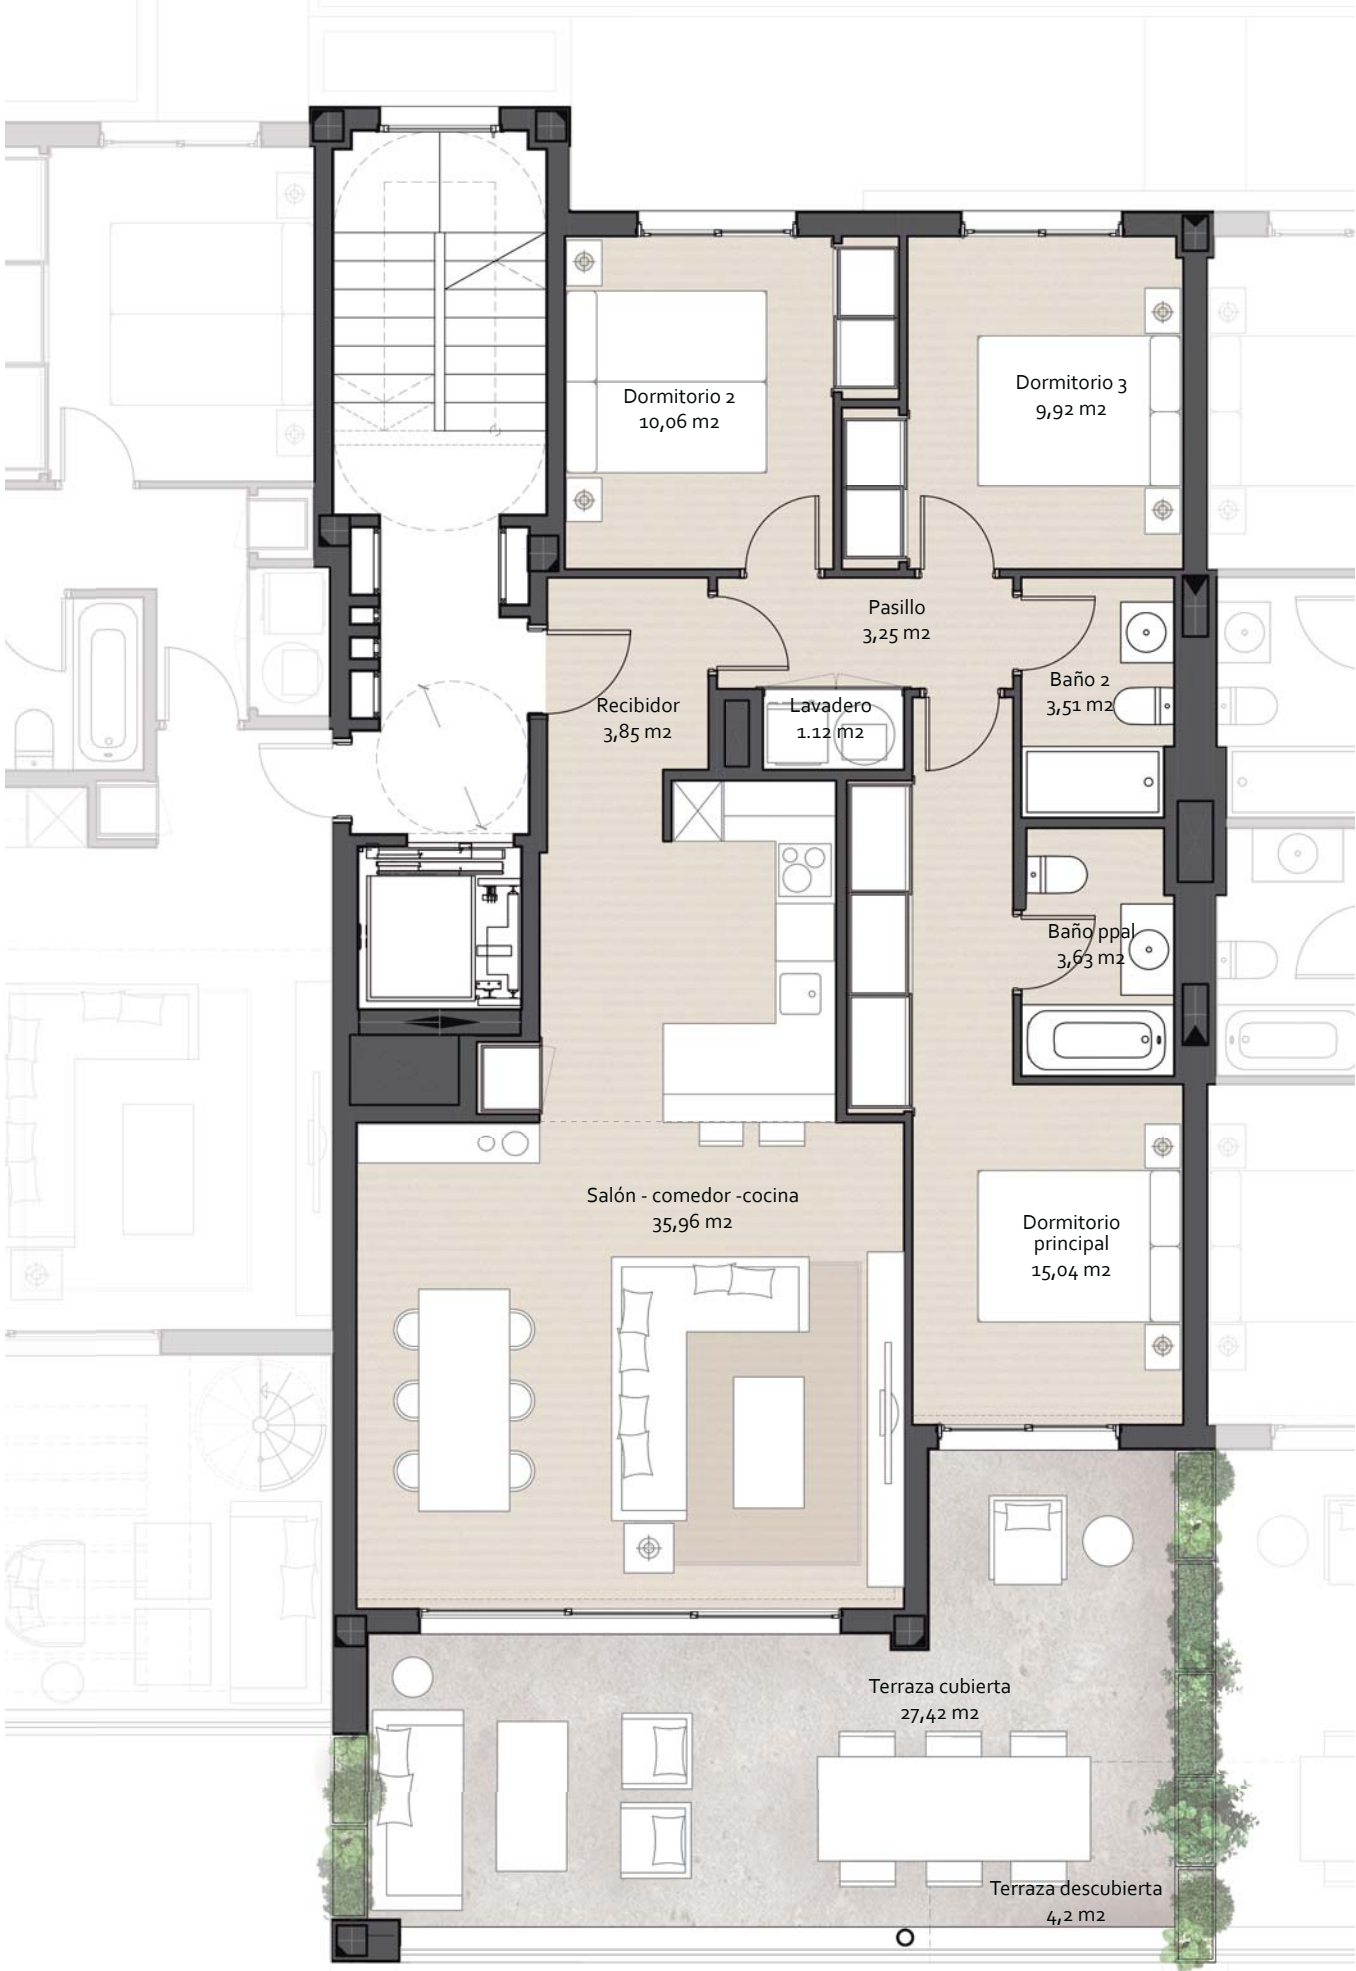 Dormitorio 2
10,06 m2
Dormitorio 3
9,92 m2
Pasillo
3,25 m2
Baño 2
3,51 m2
Recibidor
3,85 m2
Lavadero
1.12 m2
Baño ppal
3,63 m2
Salón - comedor -cocina
35,96 m2
Dormitorio
principal
15,04 m2
Terraza cubierta
27,42 m2
Terraza descubierta
4,2 m2